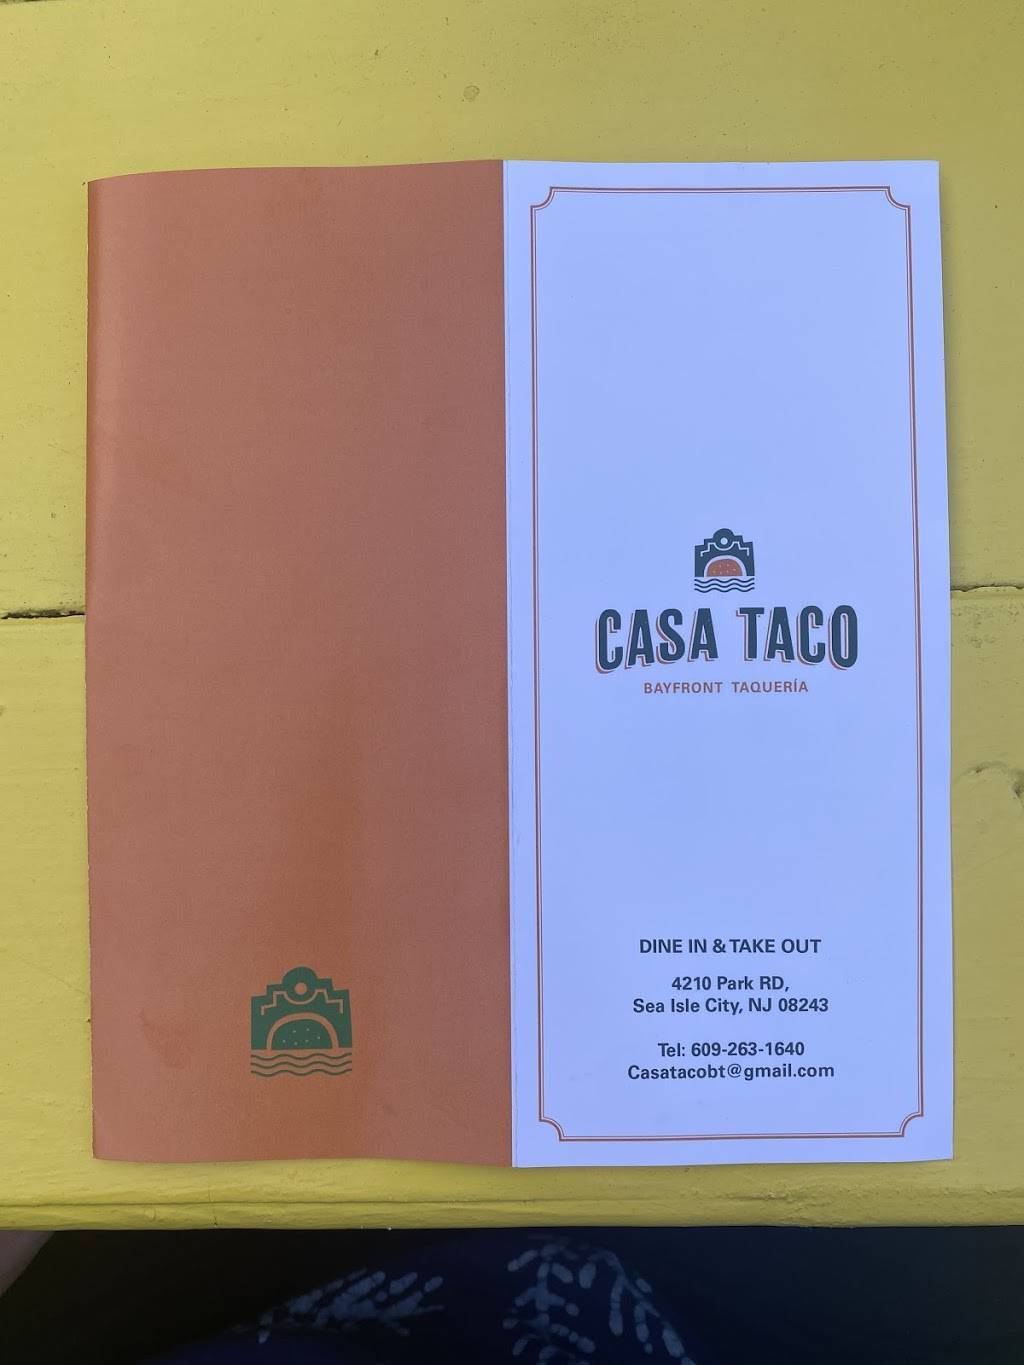 CASA TACO
BAYFRONT TAQUERÍA
DINE IN & TAKE OUT
4210 Park RD,
Sea Isle City, NJ 08243
Tel: 609-263-1640
Casatacobt@gmail.com